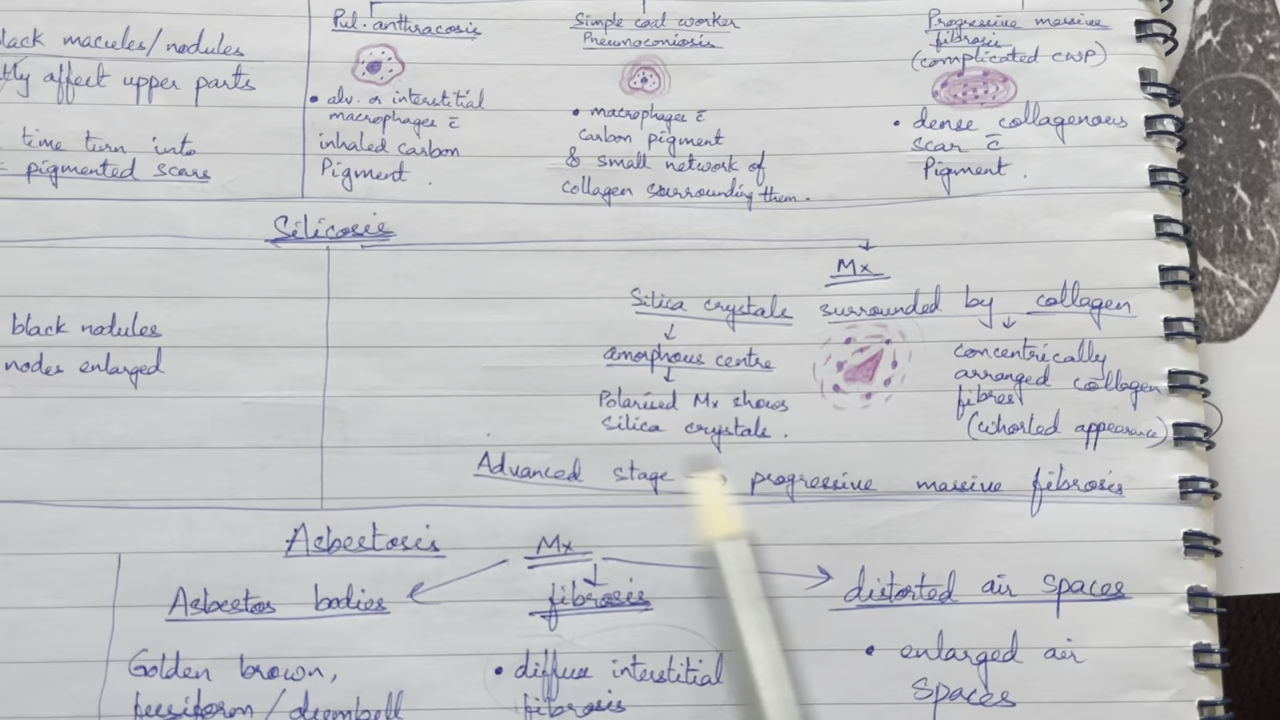 Pul. anthracosis
Simple coal worker
Pneumoconiosis
Progressive massive
fibrosis
(complicated CWP)
black macules/nodules
affect upper parts
time turn into
pigmented scars
• alv. or interstitial
macrophages c̄
inhaled carbon
Pigment.
• macrophages c̄
carbon pigment
& small network of
collagen surrounding them.
• dense collagenous
scar c̄
Pigment.
Silicosis
black nodules
nodes enlarged
Mx
Silica crystals surrounded by collagen
↓
amorphous centre
↓
Polarised Mx shows
Silica crystals.
concentrically
arranged collagen
fibres
(whorled appearance)
Advanced stage → progressive massive fibrosis
Asbestosis
Mx
Asbestos bodies
fibrosis
distorted air spaces
Golden brown,
fusiform/dumbbell
• diffuse interstitial
fibrosis
• enlarged air
spaces